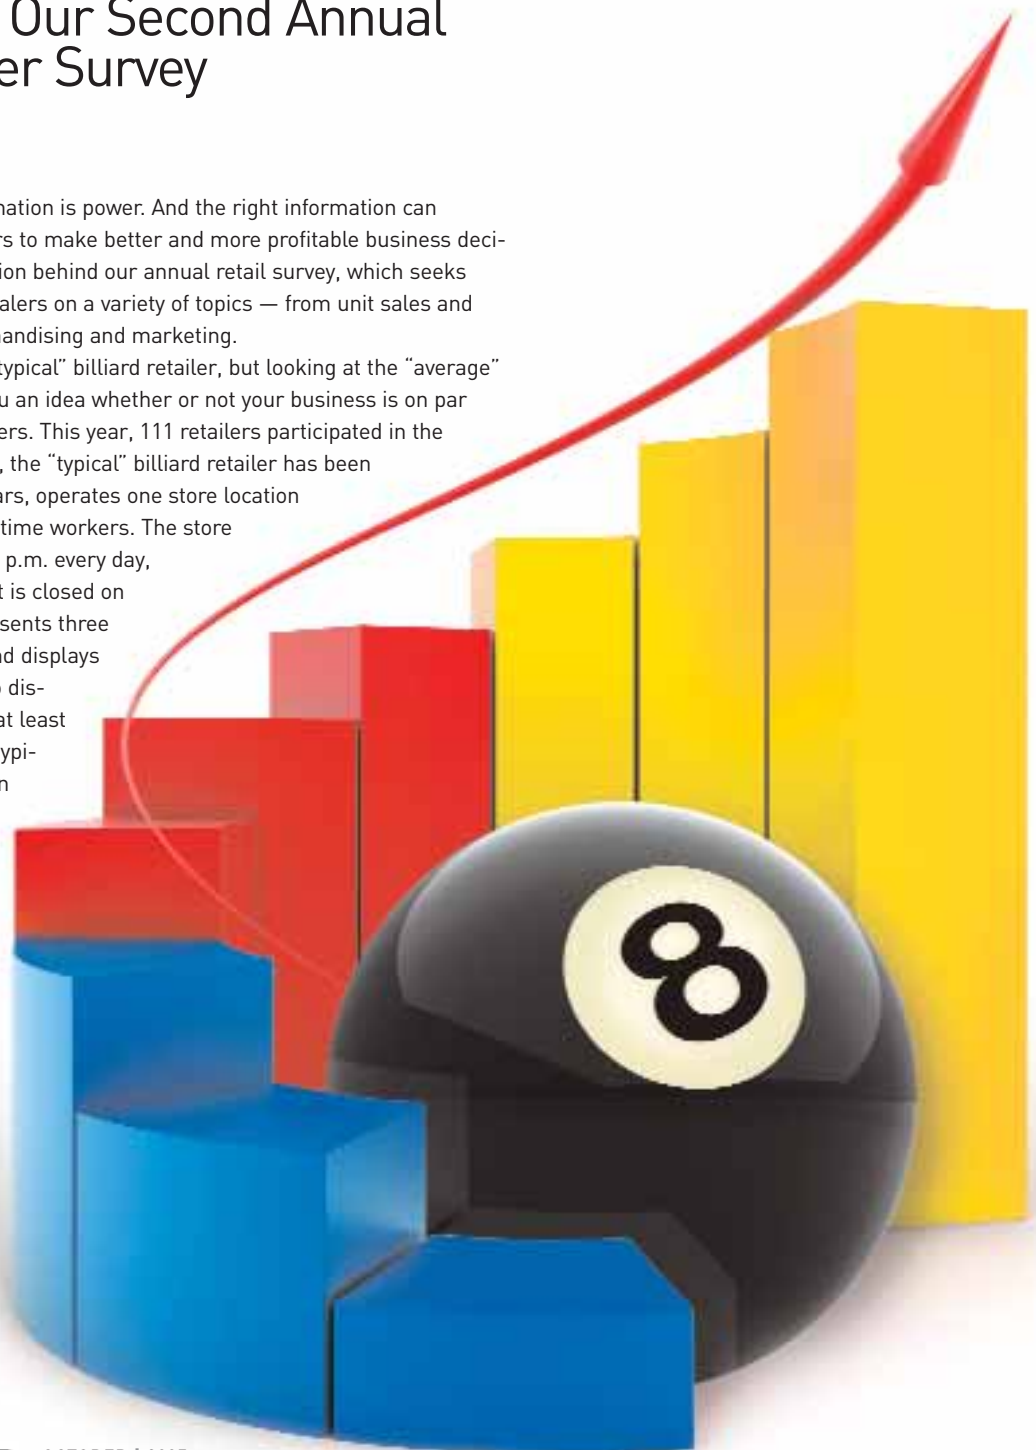 Our Second Annual
er Survey
nation is power. And the right information can
rs to make better and more profitable business deci-
ion behind our annual retail survey, which seeks
alers on a variety of topics — from unit sales and
handising and marketing.
typical” billiard retailer, but looking at the “average”
u an idea whether or not your business is on par
ers. This year, 111 retailers participated in the
, the “typical” billiard retailer has been
ars, operates one store location
time workers. The store
p.m. every day,
t is closed on
sents three
nd displays
o dis-
at least
ypi-
n
8